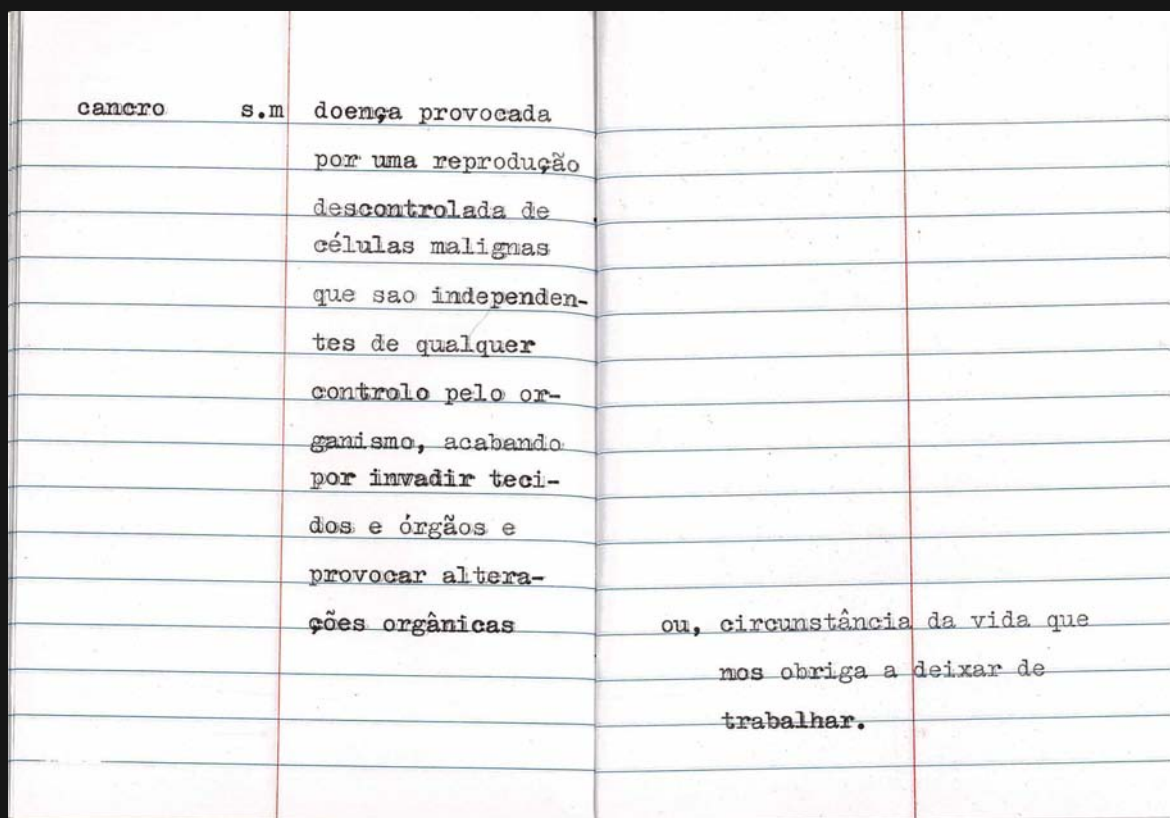 cancro s.m doença provocada
por uma reprodução
descontrolada de
células malignas
que sao independen-
tes de qualquer
controlo pelo or-
ganismo, acabando
por invadir teci-
dos e órgãos e
provocar altera-
ções orgânicas
ou, circunstância da vida que
nos obriga a deixar de
trabalhar.